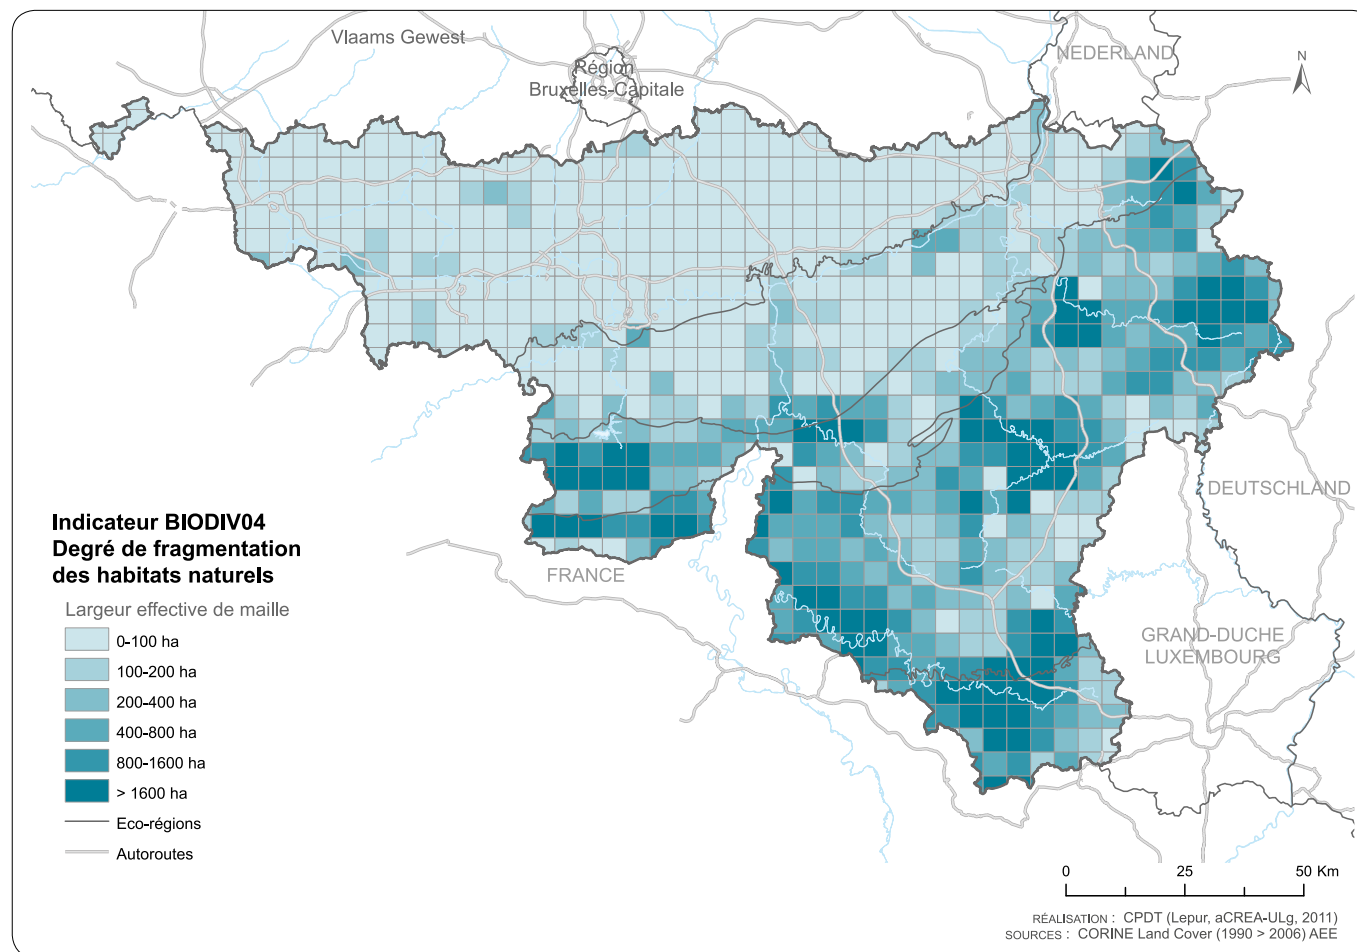 Vlaams Gewest
Région
Bruxelles-Capitale
NEDERLAND
N
DEUTSCHLAND
FRANCE
GRAND-DUCHE
LUXEMBOURG
Indicateur BIODIV04
Degré de fragmentation
des habitats naturels
Largeur effective de maille
0-100 ha
100-200 ha
200-400 ha
400-800 ha
800-1600 ha
> 1600 ha
Eco-régions
Autoroutes
0 25 50 Km
RÉALISATION : CPDT (Lepur, aCREA-ULg, 2011)
SOURCES : CORINE Land Cover (1990 > 2006) AEE